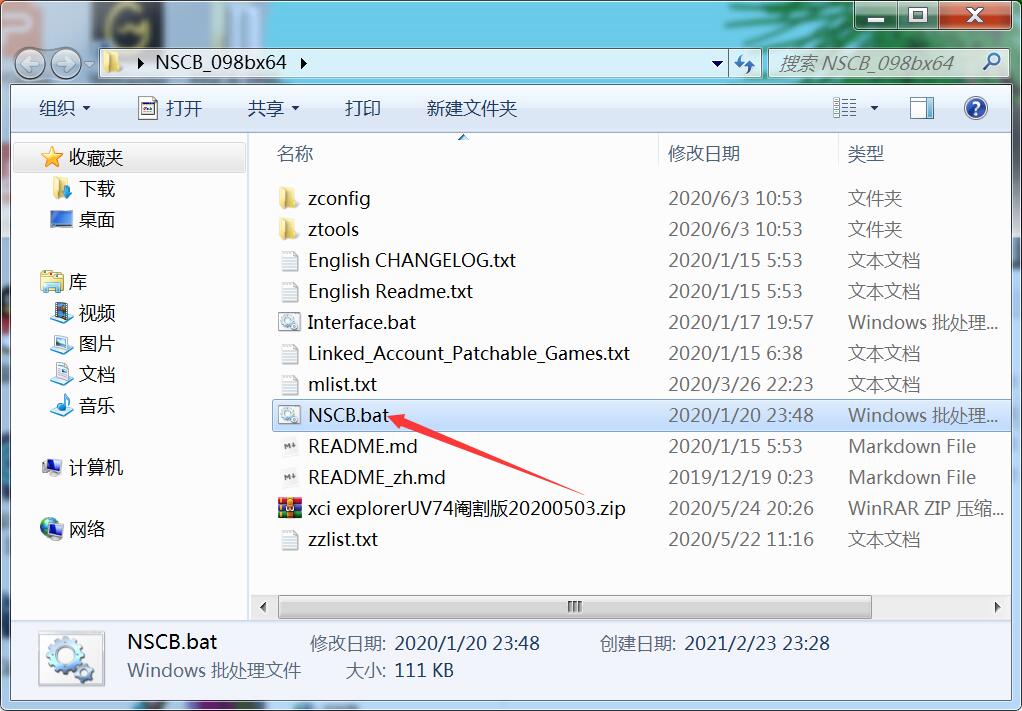 NSCB_098bx64
搜索 NSCB_098bx64
组织 打开 共享 打印 新建文件夹
名称 修改日期 类型
收藏夹
下载
桌面
库
视频
图片
文档
音乐
计算机
网络
zconfig 2020/6/3 10:53 文件夹
ztools 2020/6/3 10:53 文件夹
English CHANGELOG.txt 2020/1/15 5:53 文本文档
English Readme.txt 2020/1/15 5:53 文本文档
Interface.bat 2020/1/17 19:57 Windows 批处理...
Linked_Account_Patchable_Games.txt 2020/1/15 6:38 文本文档
mlist.txt 2020/3/26 22:23 文本文档
NSCB.bat 2020/1/20 23:48 Windows 批处理...
README.md 2020/1/15 5:53 Markdown File
README_zh.md 2019/12/19 0:23 Markdown File
xci explorerUV74阉割版20200503.zip 2020/5/24 20:26 WinRAR ZIP 压缩...
zzlist.txt 2020/5/22 11:16 文本文档
NSCB.bat 修改日期: 2020/1/20 23:48 创建日期: 2021/2/23 23:28
Windows 批处理文件 大小: 111 KB